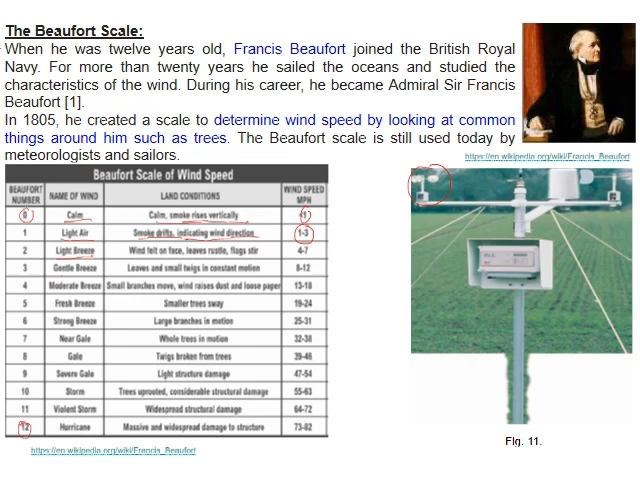 The Beaufort Scale:
When he was twelve years old, Francis Beaufort joined the British Royal
Navy. For more than twenty years he sailed the oceans and studied the
characteristics of the wind. During his career, he became Admiral Sir Francis
Beaufort [1].
In 1805, he created a scale to determine wind speed by looking at common
things around him such as trees. The Beaufort scale is still used today by
meteorologists and sailors.
https://en.wikipedia.org/wiki/Francis_Beaufort
Beaufort Scale of Wind Speed
BEAUFORT NUMBER NAME OF WIND LAND CONDITIONS WIND SPEED MPH
0 Calm Calm, smoke rises vertically <1
1 Light Air Smoke drifts, indicating wind direction 1-3
2 Light Breeze Wind felt on face, leaves rustle, flags stir 4-7
3 Gentle Breeze Leaves and small twigs in constant motion 8-12
4 Moderate Breeze Small branches move, wind raises dust and loose paper 13-18
5 Fresh Breeze Smaller trees sway 19-24
6 Strong Breeze Large branches in motion 25-31
7 Near Gale Whole trees in motion 32-38
8 Gale Twigs broken from trees 39-46
9 Severe Gale Light structure damage 47-54
10 Storm Trees uprooted, considerable structural damage 55-63
11 Violent Storm Widespread structural damage 64-72
12 Hurricane Massive and widespread damage to structure 73-82
https://en.wikipedia.org/wiki/Francis_Beaufort
Fig. 11.